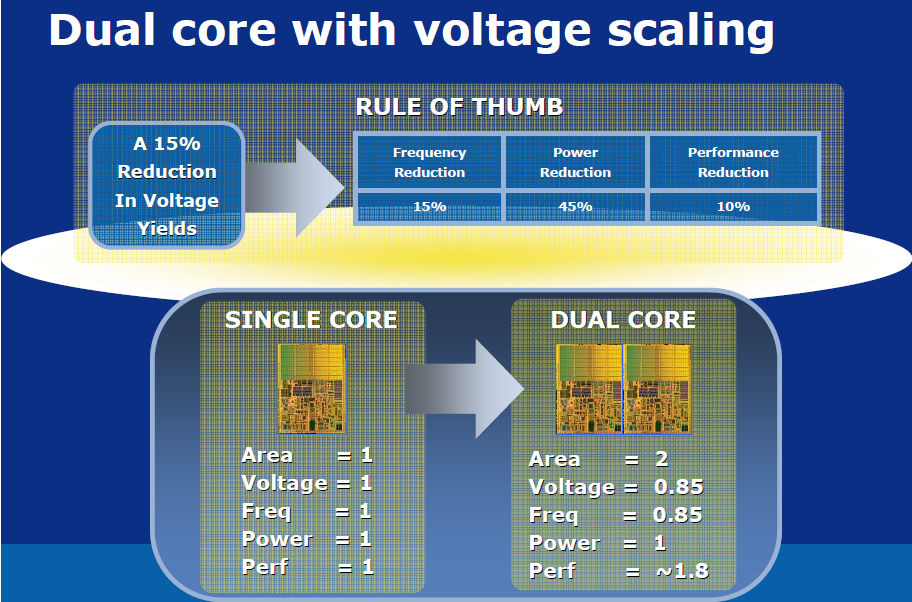 Dual core with voltage scaling
RULE OF THUMB
A 15%
Reduction
In Voltage
Yields
Frequency
Reduction
Power
Reduction
Performance
Reduction
15%
45%
10%
SINGLE CORE
Area = 1
Voltage = 1
Freq = 1
Power = 1
Perf = 1
DUAL CORE
Area = 2
Voltage = 0.85
Freq = 0.85
Power = 1
Perf = ~1.8